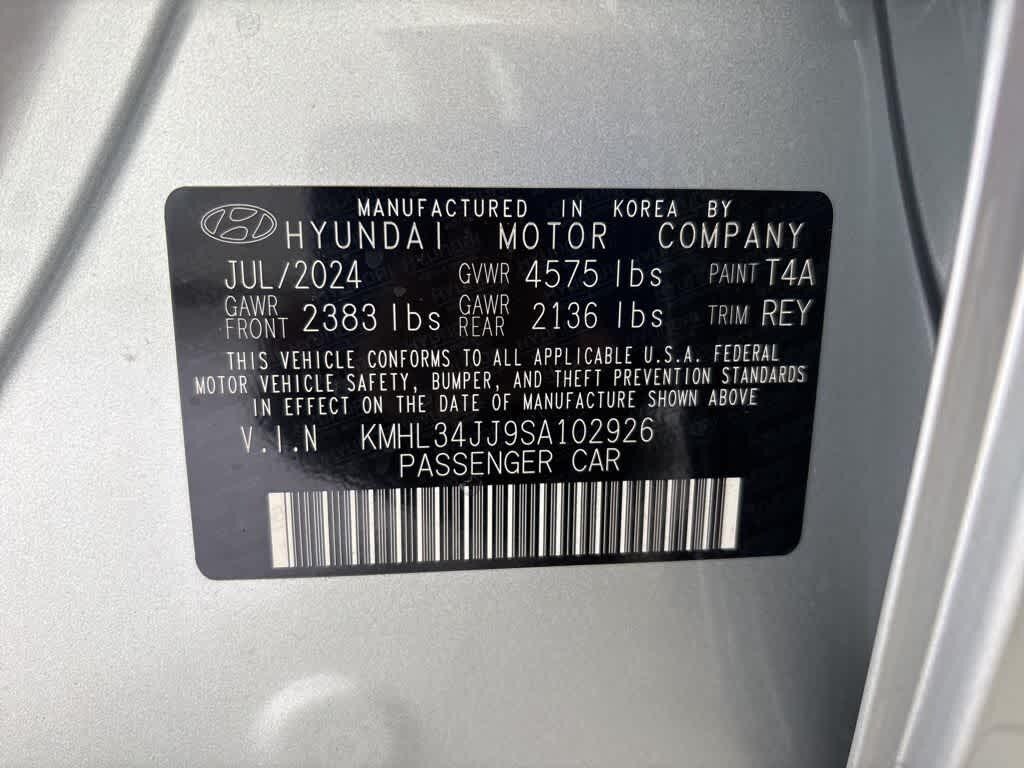 MANUFACTURED IN KOREA BY
HYUNDAI MOTOR COMPANY
JUL/2024 GVWR 4575 lbs PAINT T4A
GAWR FRONT 2383 lbs GAWR REAR 2136 lbs TRIM REY
THIS VEHICLE CONFORMS TO ALL APPLICABLE U.S.A. FEDERAL
MOTOR VEHICLE SAFETY, BUMPER, AND THEFT PREVENTION STANDARDS
IN EFFECT ON THE DATE OF MANUFACTURE SHOWN ABOVE
V.I.N KMHL34JJ9SA102926
PASSENGER CAR